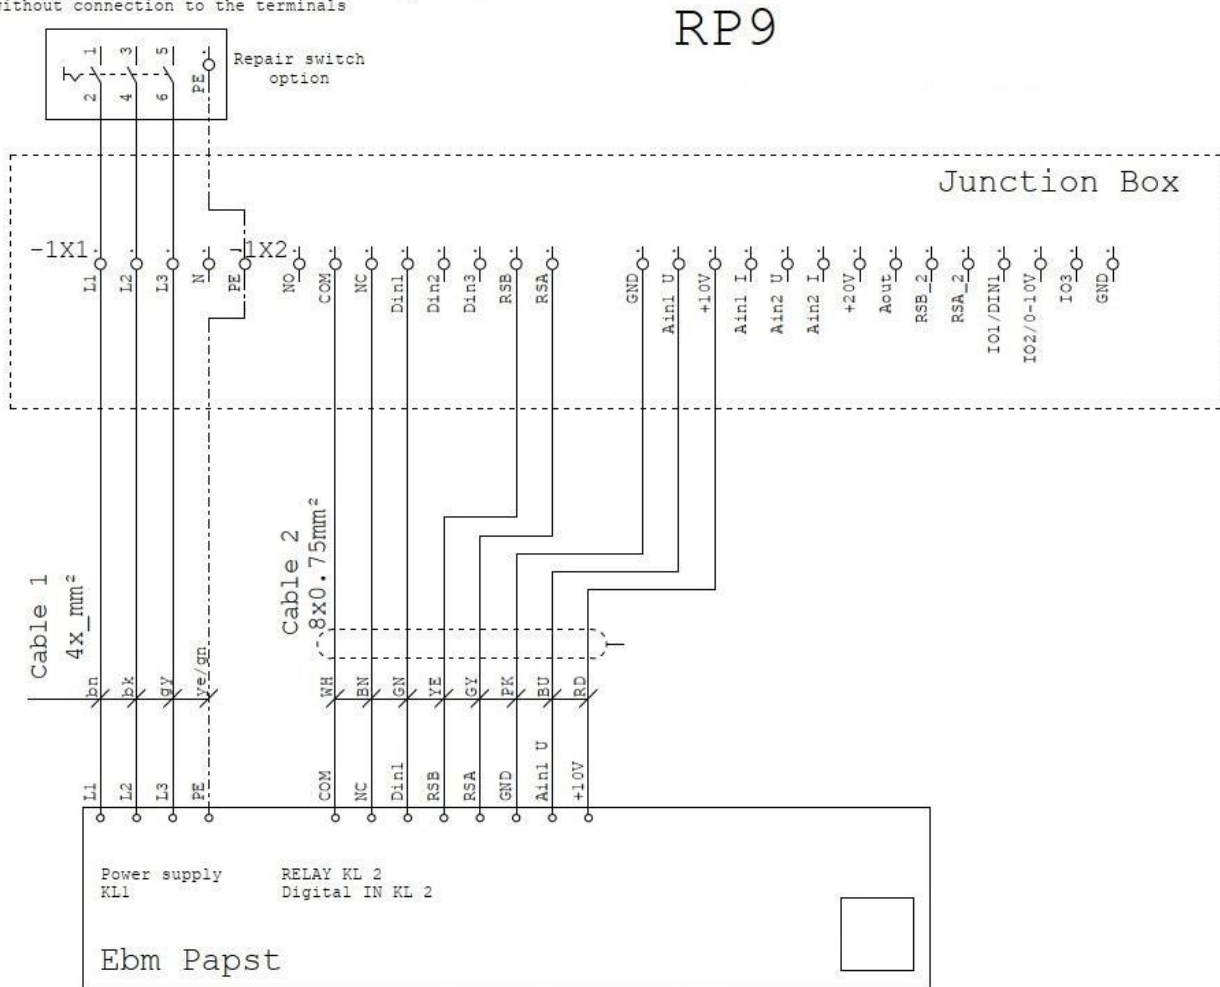 without connection to the terminals
RP9
Repair switch
option
1
3
5
PE
2
4
6
Junction Box
-1X1
-1X2
L1
L2
L3
N
PE
NO
COM
NC
Din1
Din2
Din3
RSB
RSA
GND
Ain1 U
+10V
Ain1 I
Ain2 U
Ain2 I
+20V
Aout
RSB_2
RSA_2
IO1/DIN1
IO2/0-10V
IO3
GND
Cable 1
4x_mm²
Cable 2
8x0.75mm²
bn
bk
gy
ye/gn
WH
BN
GN
YE
GY
PK
BU
RD
L1
L2
L3
PE
COM
NC
Din1
RSB
RSA
GND
Ain1 U
+10V
Power supply
KL1
RELAY KL 2
Digital IN KL 2
Ebm Papst